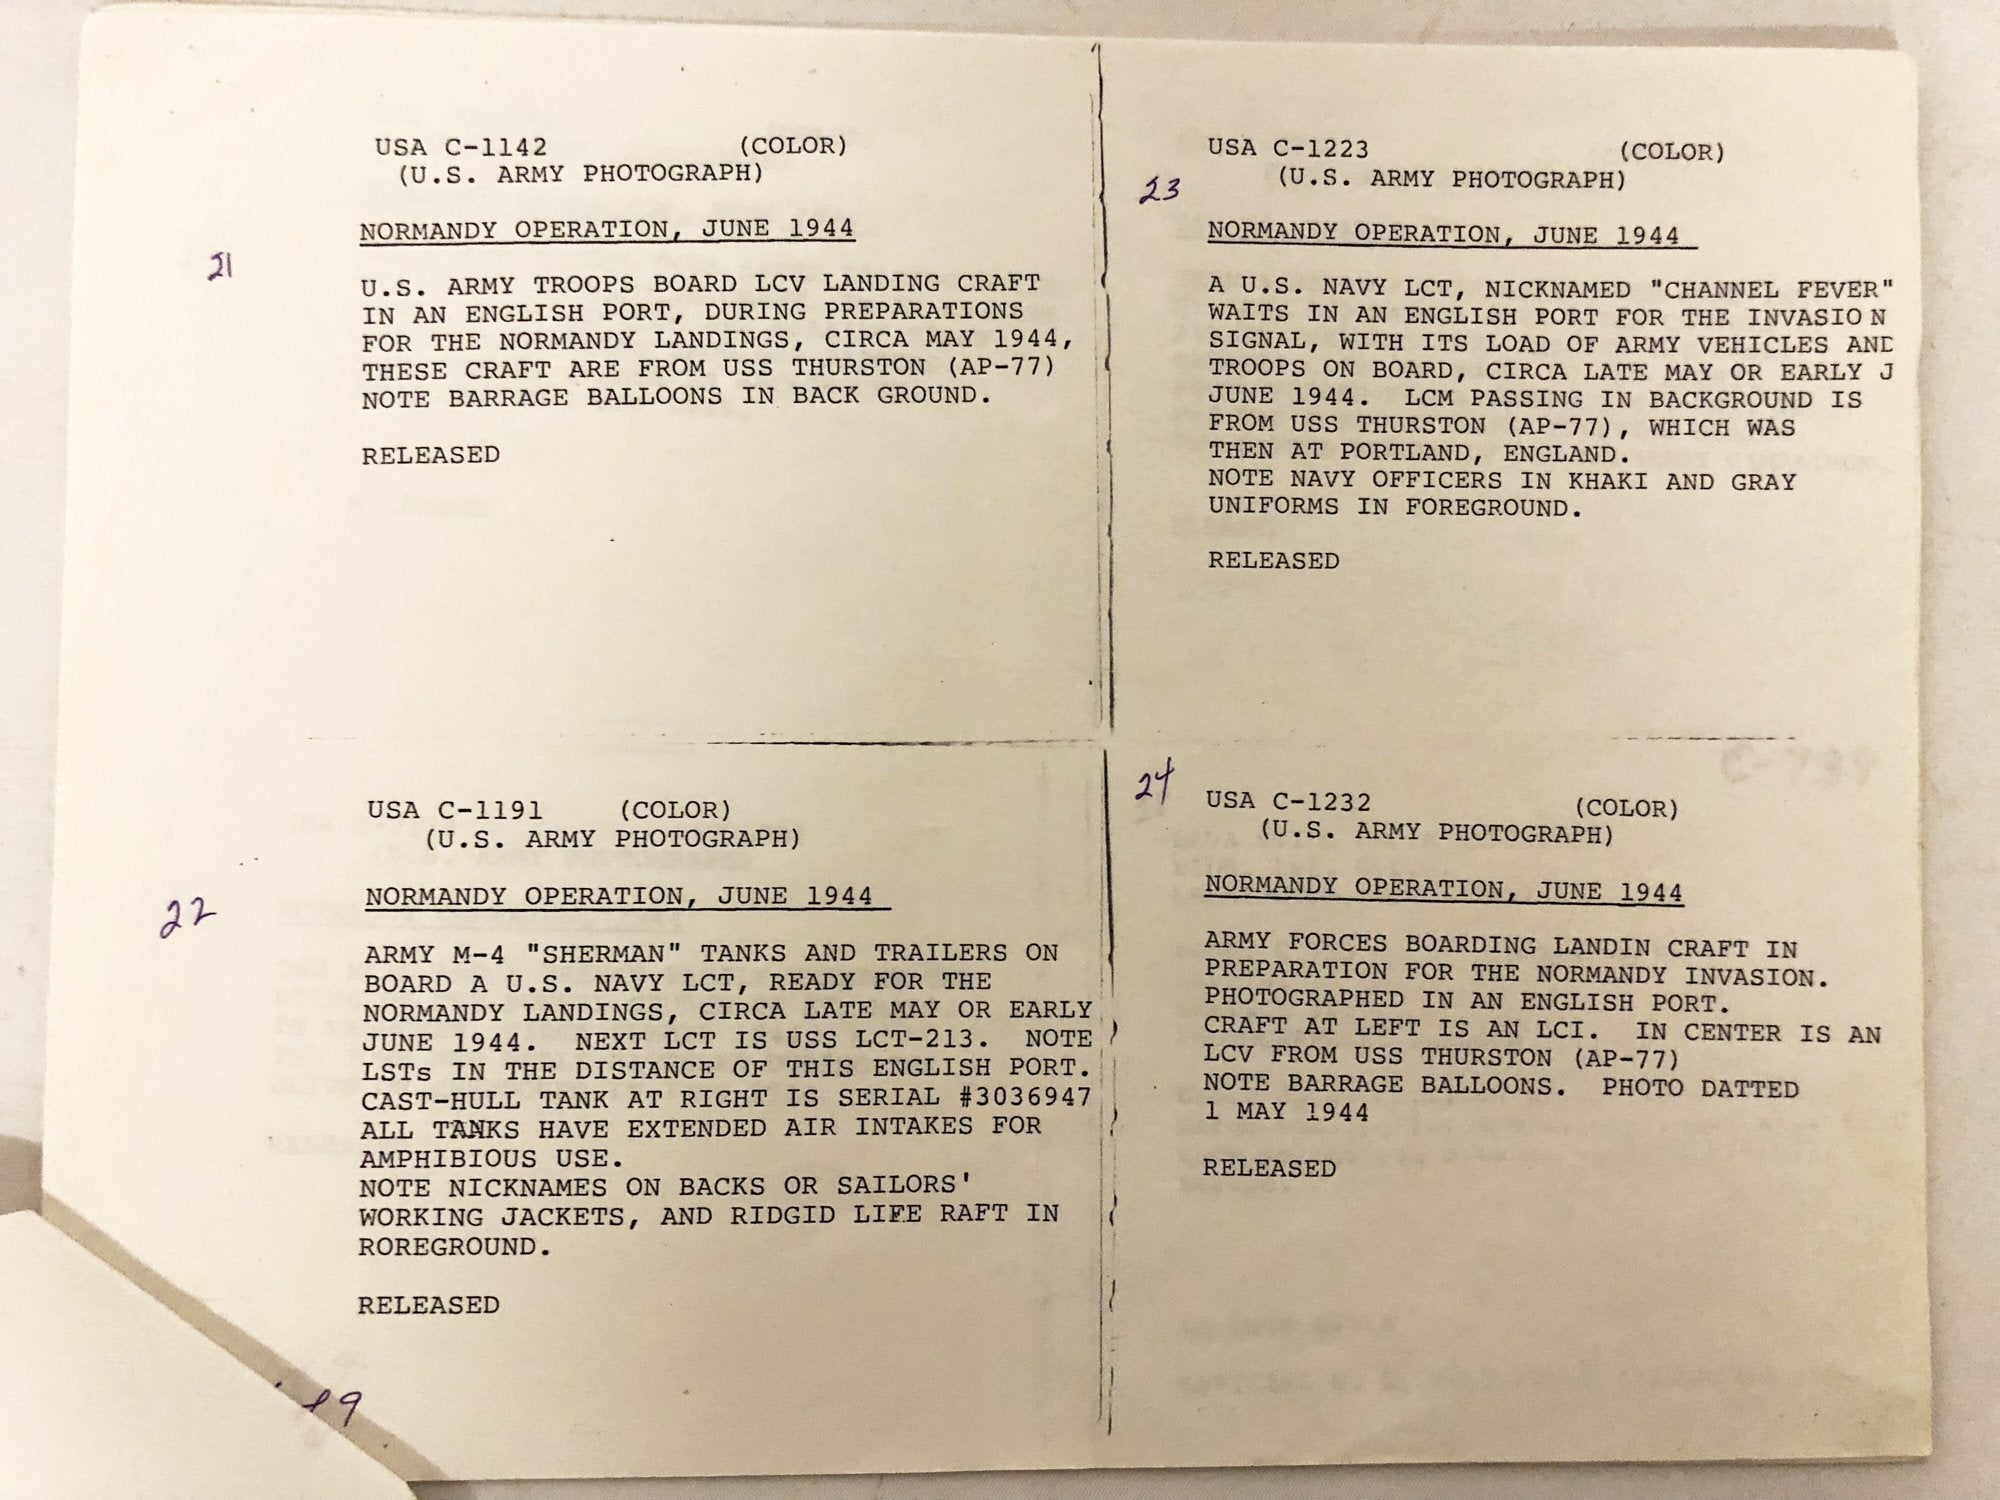 21
USA C-1142 (COLOR)
(U.S. ARMY PHOTOGRAPH)
NORMANDY OPERATION, JUNE 1944
U.S. ARMY TROOPS BOARD LCV LANDING CRAFT
IN AN ENGLISH PORT, DURING PREPARATIONS
FOR THE NORMANDY LANDINGS, CIRCA MAY 1944,
THESE CRAFT ARE FROM USS THURSTON (AP-77)
NOTE BARRAGE BALLOONS IN BACK GROUND.
RELEASED
22
USA C-1191 (COLOR)
(U.S. ARMY PHOTOGRAPH)
NORMANDY OPERATION, JUNE 1944
ARMY M-4 "SHERMAN" TANKS AND TRAILERS ON
BOARD A U.S. NAVY LCT, READY FOR THE
NORMANDY LANDINGS, CIRCA LATE MAY OR EARLY
JUNE 1944. NEXT LCT IS USS LCT-213. NOTE
LSTs IN THE DISTANCE OF THIS ENGLISH PORT.
CAST-HULL TANK AT RIGHT IS SERIAL #3036947
ALL TANKS HAVE EXTENDED AIR INTAKES FOR
AMPHIBIOUS USE.
NOTE NICKNAMES ON BACKS OR SAILORS'
WORKING JACKETS, AND RIDGID LIFE RAFT IN
ROREGROUND.
RELEASED
19
23
USA C-1223 (COLOR)
(U.S. ARMY PHOTOGRAPH)
NORMANDY OPERATION, JUNE 1944
A U.S. NAVY LCT, NICKNAMED "CHANNEL FEVER"
WAITS IN AN ENGLISH PORT FOR THE INVASIO N
SIGNAL, WITH ITS LOAD OF ARMY VEHICLES AND
TROOPS ON BOARD, CIRCA LATE MAY OR EARLY J
JUNE 1944. LCM PASSING IN BACKGROUND IS
FROM USS THURSTON (AP-77), WHICH WAS
THEN AT PORTLAND, ENGLAND.
NOTE NAVY OFFICERS IN KHAKI AND GRAY
UNIFORMS IN FOREGROUND.
RELEASED
24
USA C-1232 (COLOR)
(U.S. ARMY PHOTOGRAPH)
NORMANDY OPERATION, JUNE 1944
ARMY FORCES BOARDING LANDIN CRAFT IN
PREPARATION FOR THE NORMANDY INVASION.
PHOTOGRAPHED IN AN ENGLISH PORT.
CRAFT AT LEFT IS AN LCI. IN CENTER IS AN
LCV FROM USS THURSTON (AP-77)
NOTE BARRAGE BALLOONS. PHOTO DATTED
1 MAY 1944
RELEASED